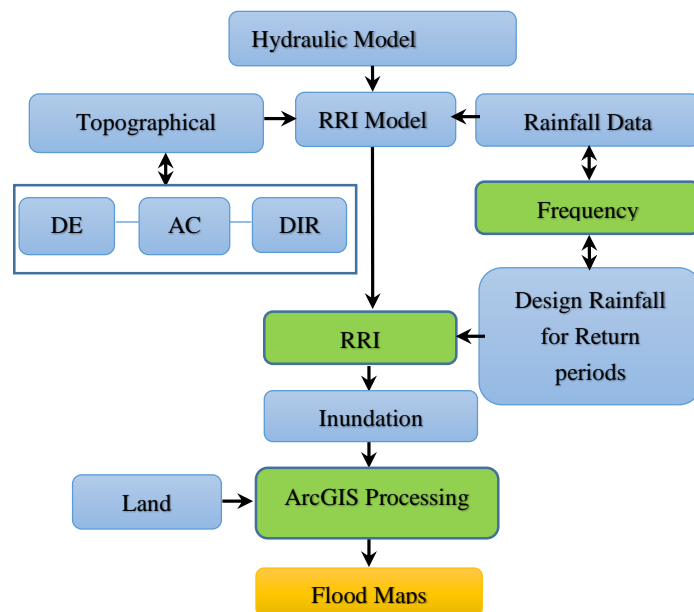 Hydraulic Model
Topographical
RRI Model
Rainfall Data
DE
AC
DIR
Frequency
Design Rainfall
for Return
periods
RRI
Inundation
Land
ArcGIS Processing
Flood Maps